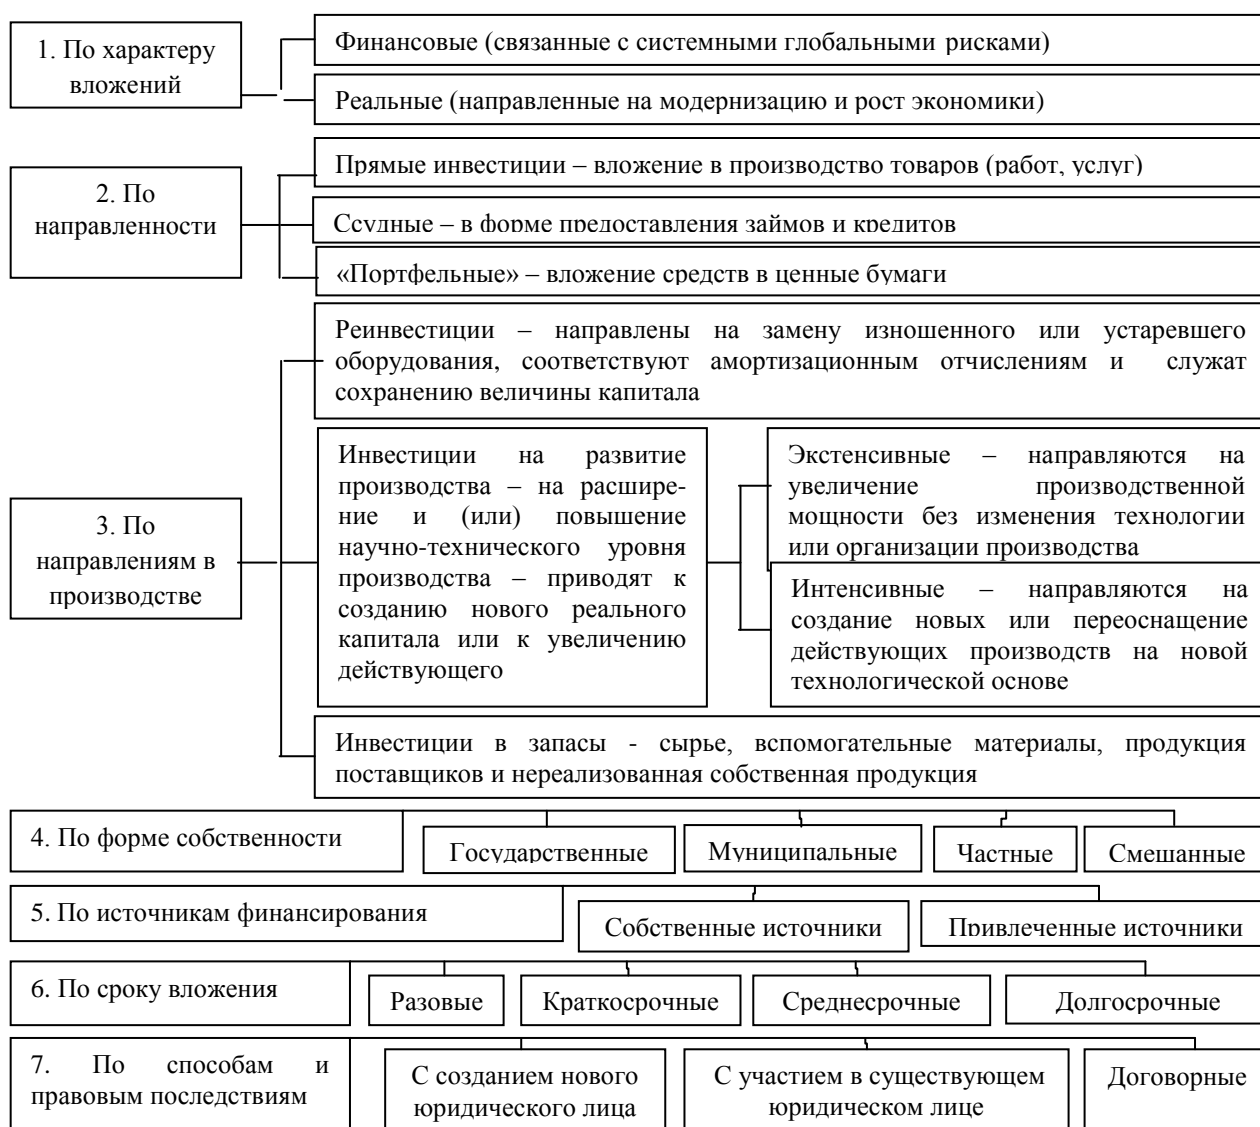 1. По характеру
вложений
Финансовые (связанные с системными глобальными рисками)
Реальные (направленные на модернизацию и рост экономики)
2. По
направленности
Прямые инвестиции – вложение в производство товаров (работ, услуг)
Ссудные – в форме предоставления займов и кредитов
«Портфельные» – вложение средств в ценные бумаги
3. По
направлениям в
производстве
Реинвестиции – направлены на замену изношенного или устаревшего
оборудования, соответствуют амортизационным отчислениям и служат
сохранению величины капитала
Инвестиции на развитие
производства – на расшире-
ние и (или) повышение
научно-технического уровня
производства – приводят к
созданию нового реального
капитала или к увеличению
действующего
Экстенсивные – направляются на
увеличение производственной
мощности без изменения технологии
или организации производства
Интенсивные – направляются на
создание новых или переоснащение
действующих производств на новой
технологической основе
Инвестиции в запасы - сырье, вспомогательные материалы, продукция
поставщиков и нереализованная собственная продукция
4. По форме собственности
Государственные
Муниципальные
Частные
Смешанные
5. По источникам финансирования
Собственные источники
Привлеченные источники
6. По сроку вложения
Разовые
Краткосрочные
Среднесрочные
Долгосрочные
7. По способам и
правовым последствиям
С созданием нового
юридического лица
С участием в существующем
юридическом лице
Договорные